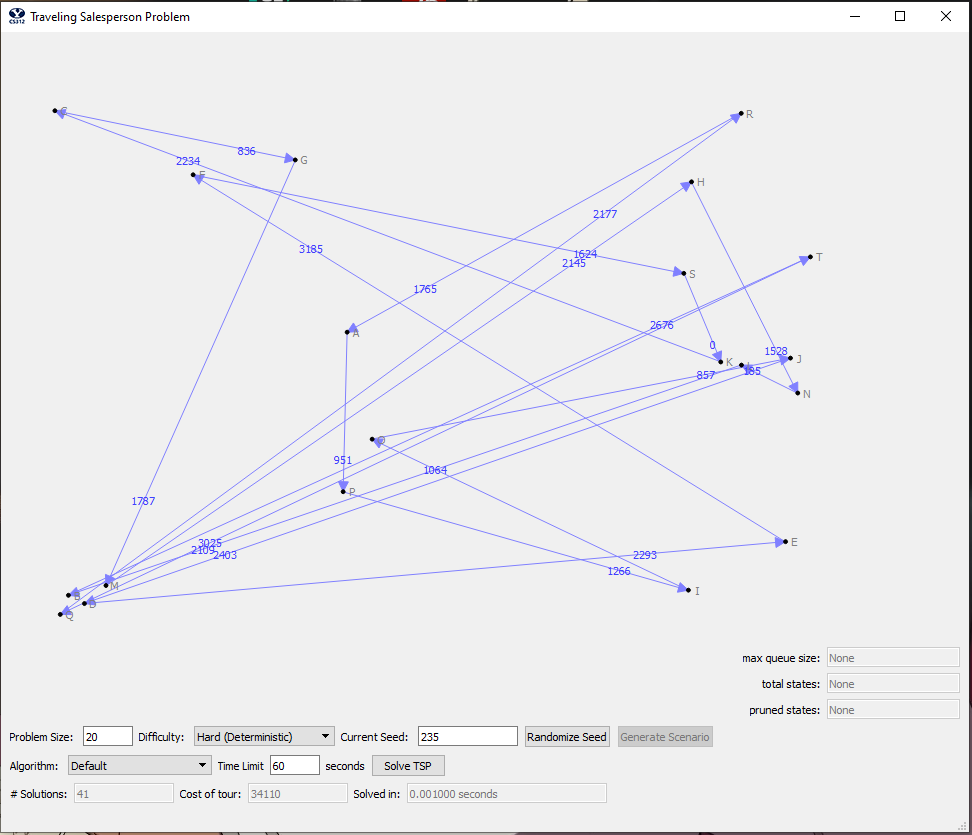 CS312 Traveling Salesperson Problem
R
836
G
2234
H
2177
3185
1624
2145
T
S
1765
2676
A
0
1528
J
K
857
185
N
951
1064
P
1787
E
3025
2109
2403
2293
1266
M
I
Q
max queue size: None
total states: None
pruned states: None
Problem Size: 20 Difficulty: Hard (Deterministic) Current Seed: 235 Randomize Seed Generate Scenario
Algorithm: Default Time Limit 60 seconds Solve TSP
# Solutions: 41 Cost of tour: 34110 Solved in: 0.001000 seconds